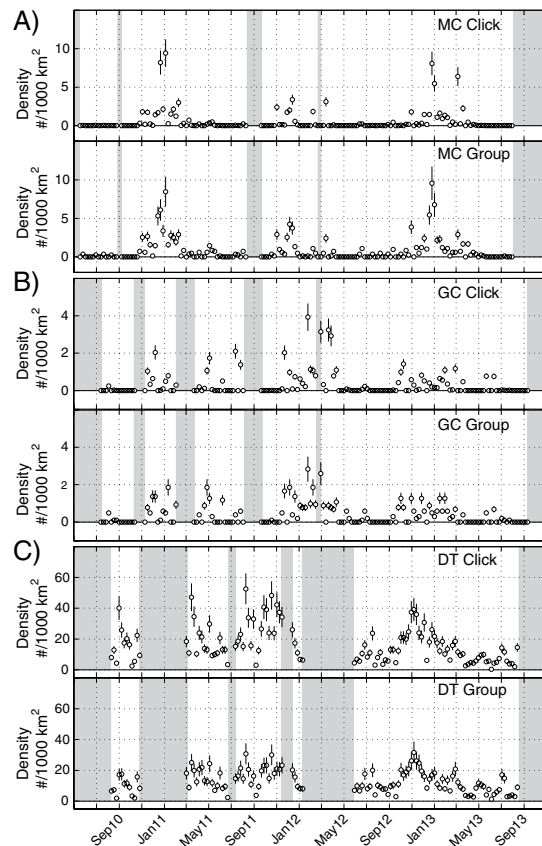 A)
MC Click
10
5
0
Density
#/1000 km²
MC Group
10
5
0
Density
#/1000 km²
B)
GC Click
4
2
0
Density
#/1000 km²
GC Group
4
2
0
Density
#/1000 km²
C)
DT Click
60
40
20
0
Density
#/1000 km²
DT Group
60
40
20
0
Density
#/1000 km²
Sep10 Jan11 May11 Sep11 Jan12 May12 Sep12 Jan13 May13 Sep13